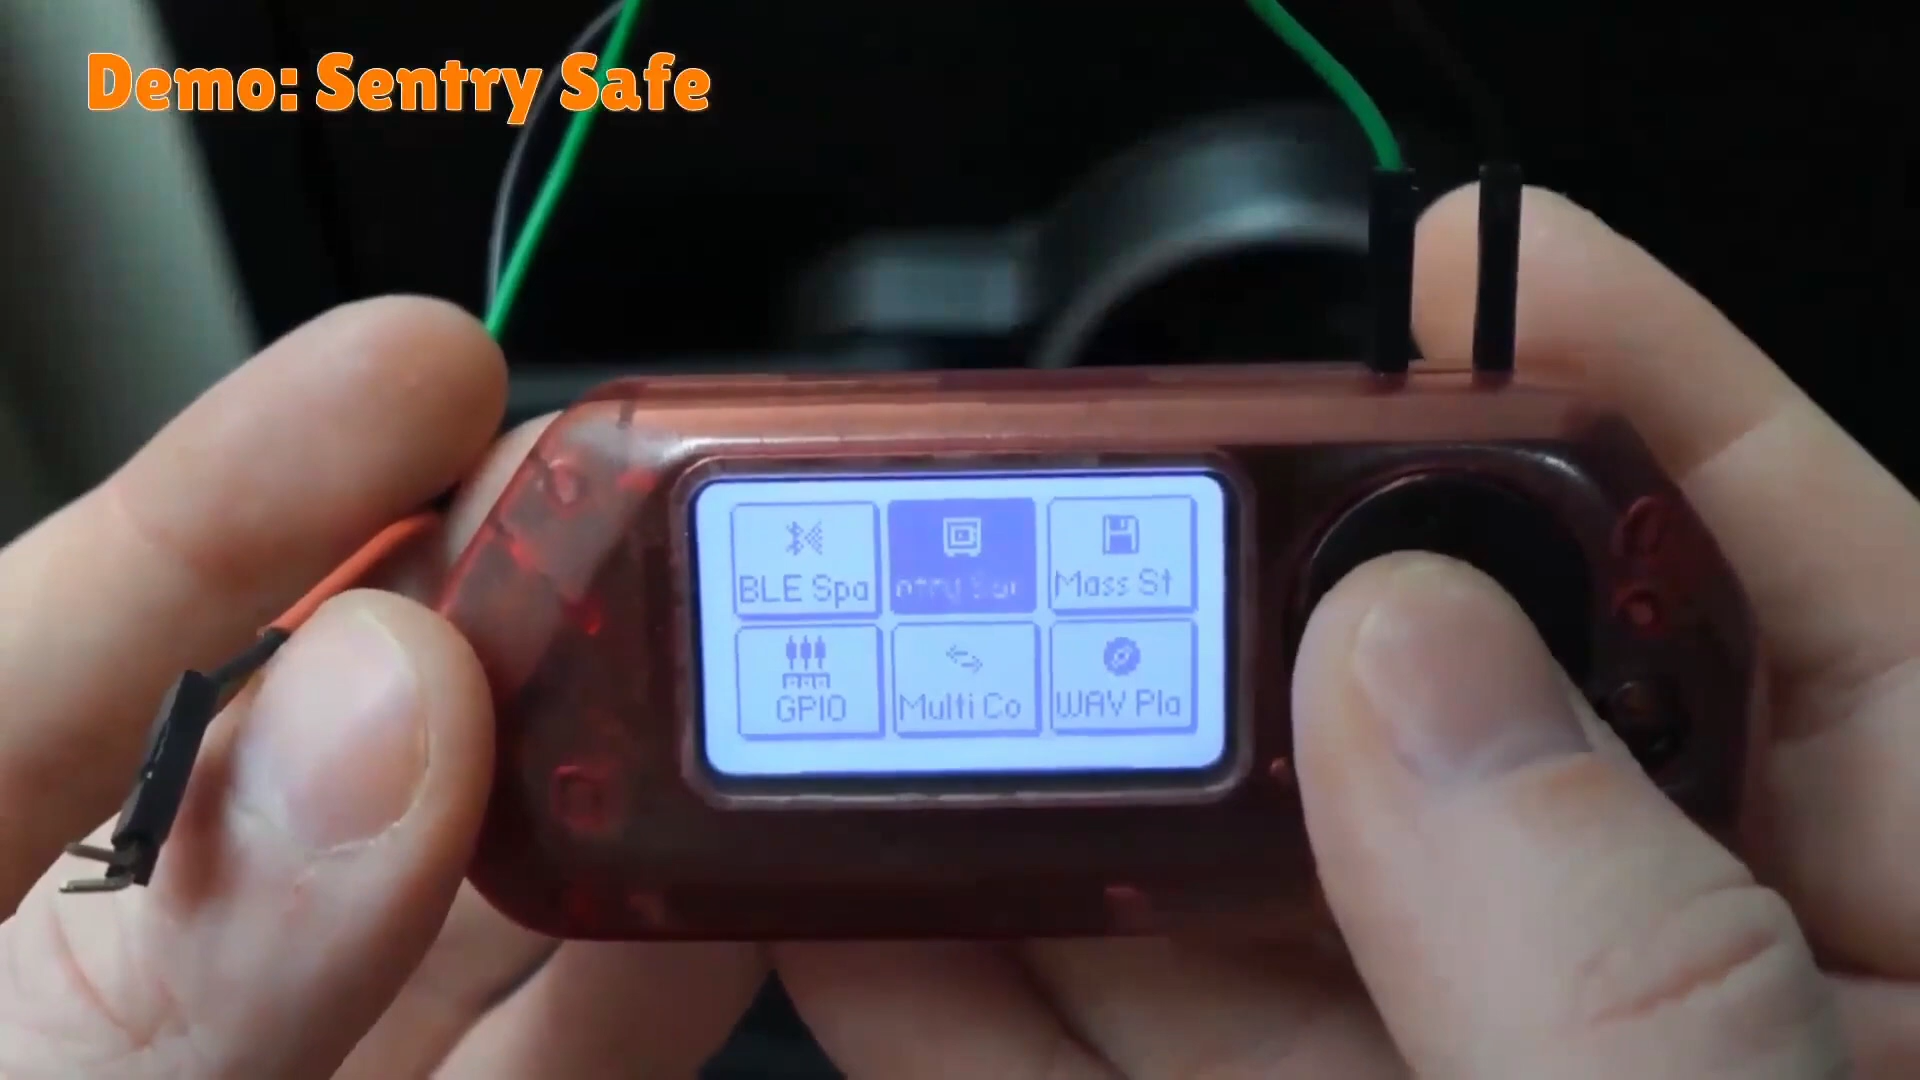 Demo: Sentry Safe
BLE Spa
Mass St
GPIO
Multi Co
WAV Pla